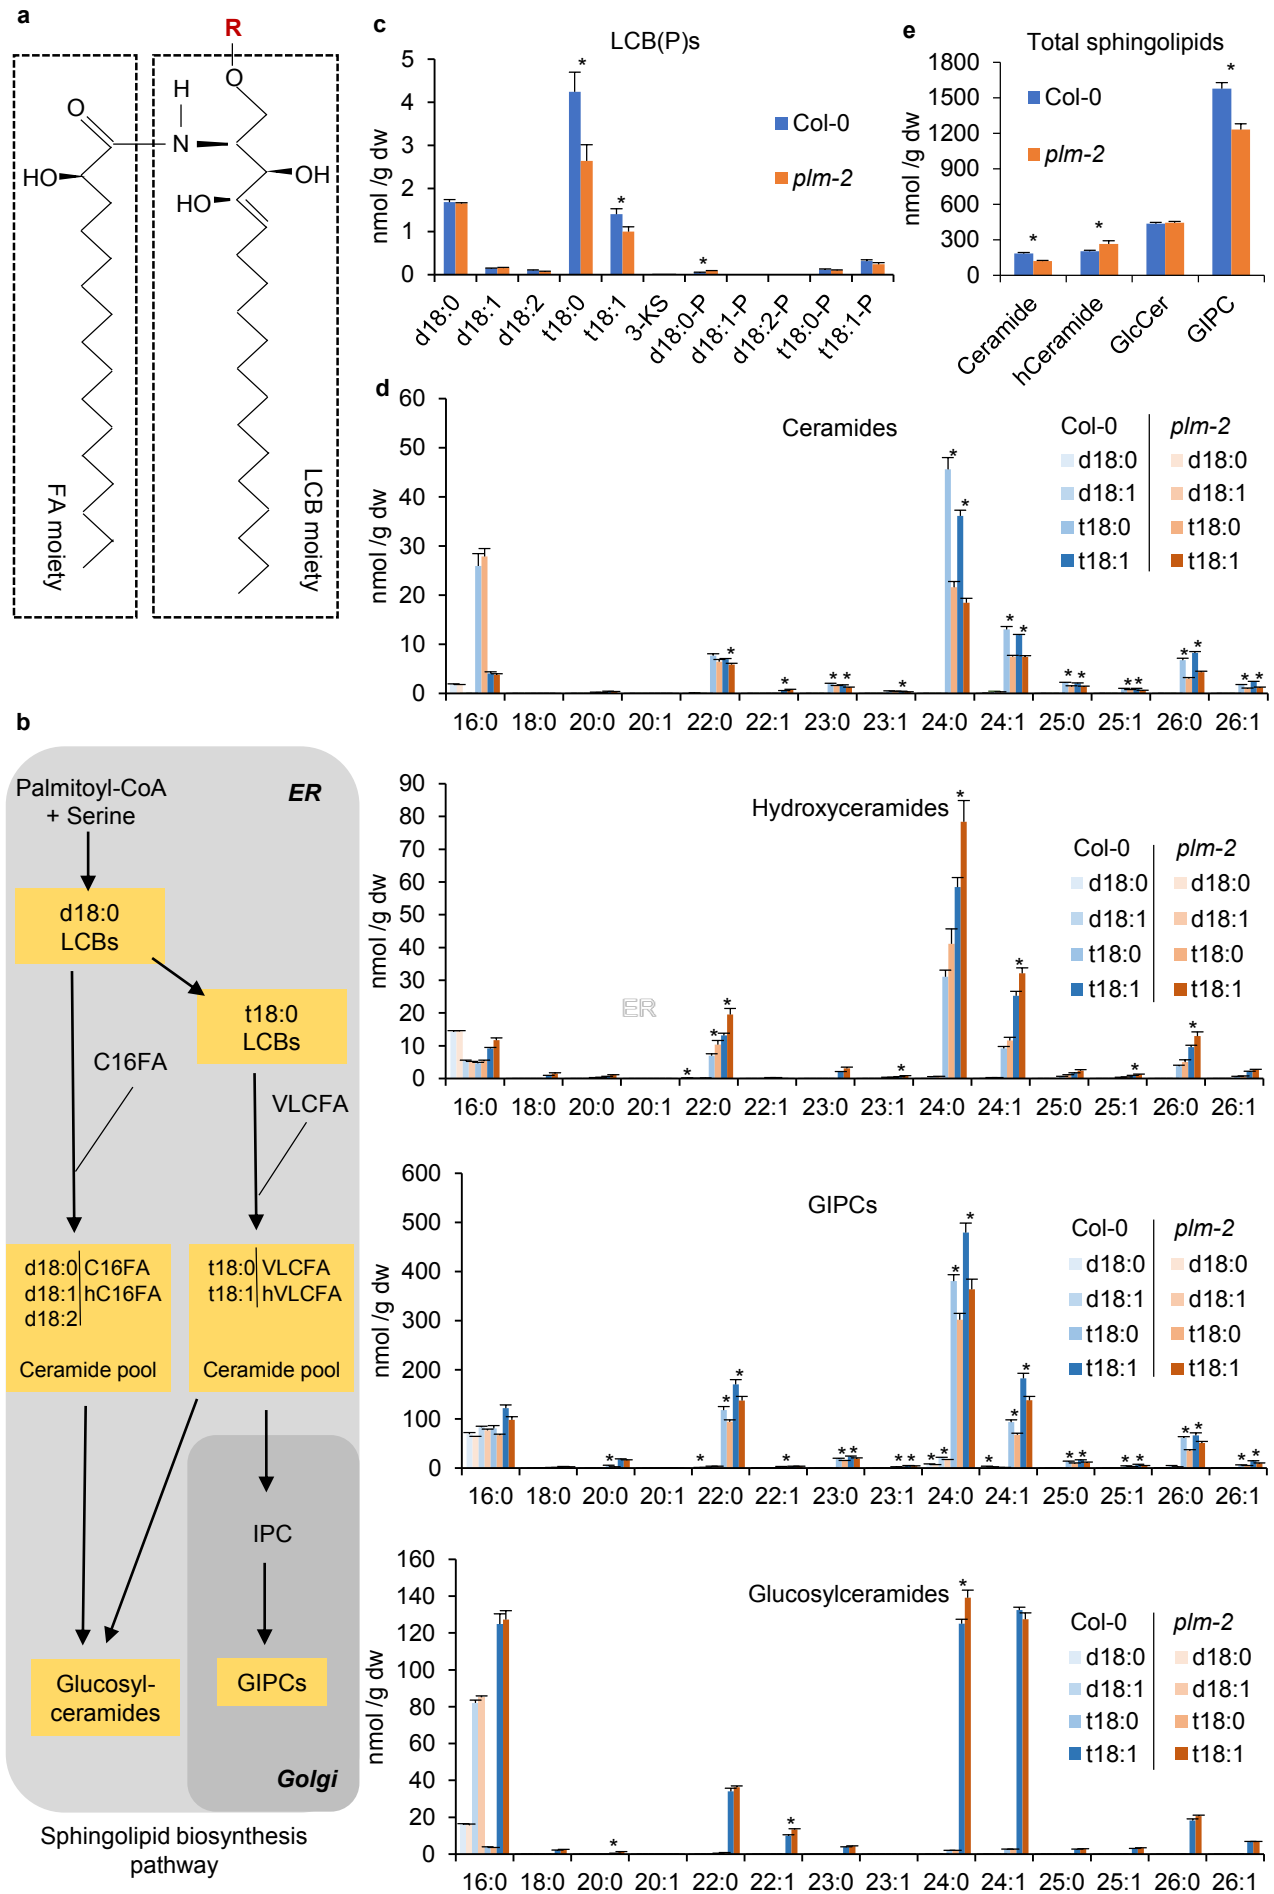 a
R
O
H
O
N
HO
OH
HO
FA moiety
LCB moiety
b
Palmitoyl-CoA
+ Serine
ER
d18:0
LCBs
t18:0
LCBs
C16FA
VLCFA
d18:0 C16FA
d18:1 hC16FA
d18:2
Ceramide pool
t18:0 VLCFA
t18:1 hVLCFA
Ceramide pool
IPC
Glucosyl-
ceramides
GIPCs
Golgi
Sphingolipid biosynthesis
pathway
c
LCB(P)s
5
4
3
2
1
0
nmol /g dw
Col-0
plm-2
* * *
d18:0
d18:1
d18:2
t18:0
t18:1
3-KS
d18:0-P
d18:1-P
d18:2-P
t18:0-P
t18:1-P
e
Total sphingolipids
1800
1500
1200
900
600
300
0
nmol /g dw
Col-0
plm-2
* * *
Ceramide
hCeramide
GlcCer
GIPC
d
Ceramides
60
50
40
30
20
10
0
nmol /g dw
Col-0 plm-2
d18:0 d18:0
d18:1 d18:1
t18:0 t18:0
t18:1 t18:1
* * * * * * * * * * * * * * * * *
16:0 18:0 20:0 20:1 22:0 22:1 23:0 23:1 24:0 24:1 25:0 25:1 26:0 26:1
Hydroxyceramides
90
80
70
60
50
40
30
20
10
0
nmol /g dw
ER
Col-0 plm-2
d18:0 d18:0
d18:1 d18:1
t18:0 t18:0
t18:1 t18:1
* * * * * * * *
16:0 18:0 20:0 20:1 22:0 22:1 23:0 23:1 24:0 24:1 25:0 25:1 26:0 26:1
GIPCs
600
500
400
300
200
100
0
nmol /g dw
Col-0 plm-2
d18:0 d18:0
d18:1 d18:1
t18:0 t18:0
t18:1 t18:1
* * * * * * * * * * * * * * * * * * * * * * * *
16:0 18:0 20:0 20:1 22:0 22:1 23:0 23:1 24:0 24:1 25:0 25:1 26:0 26:1
Glucosylceramides
160
140
120
100
80
60
40
20
0
nmol /g dw
Col-0 plm-2
d18:0 d18:0
d18:1 d18:1
t18:0 t18:0
t18:1 t18:1
* * *
16:0 18:0 20:0 20:1 22:0 22:1 23:0 23:1 24:0 24:1 25:0 25:1 26:0 26:1